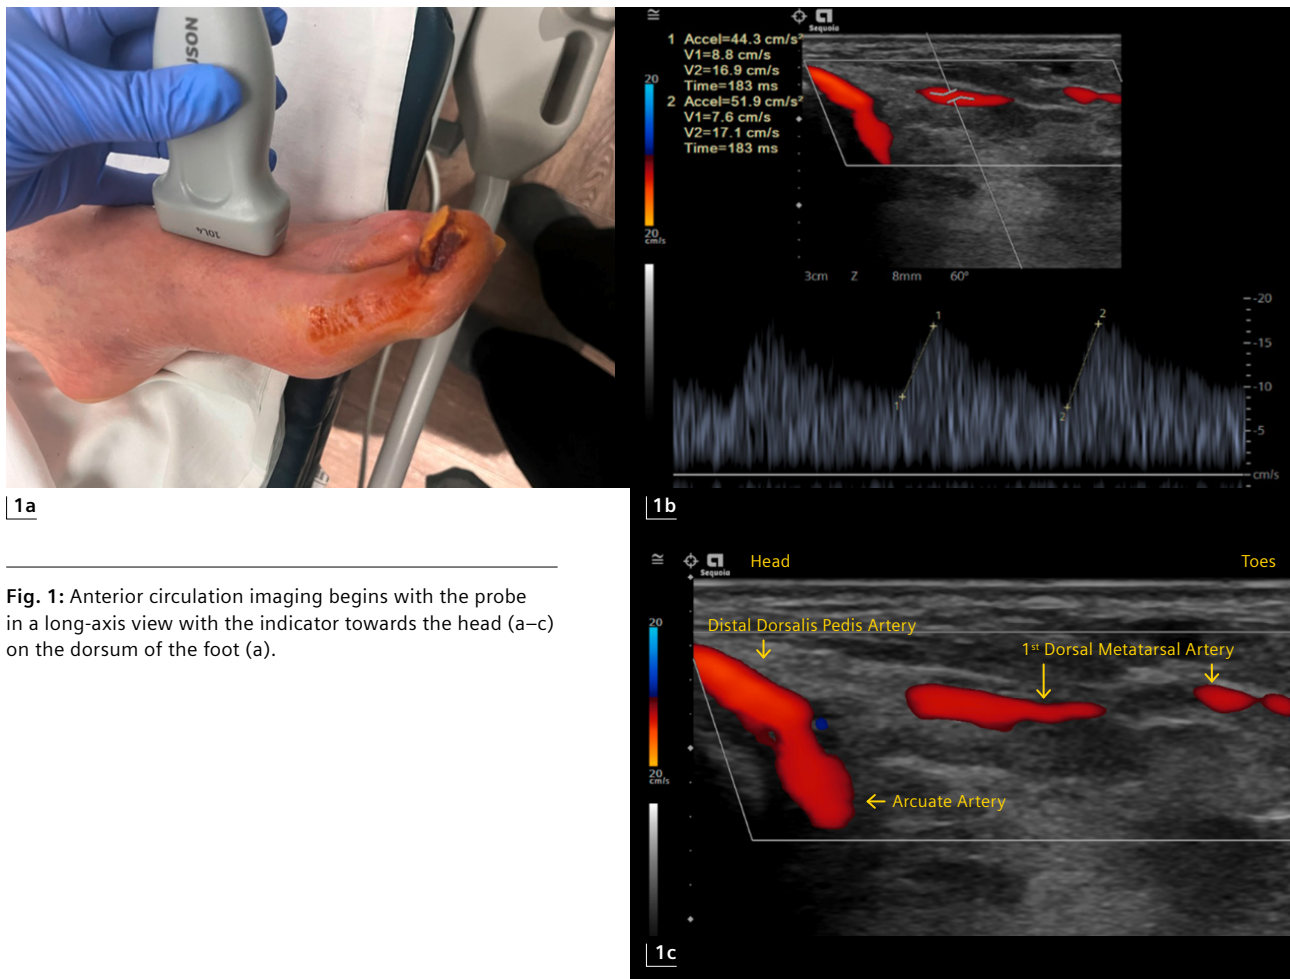 USON
10L4
1a
Fig. 1: Anterior circulation imaging begins with the probe
in a long-axis view with the indicator towards the head (a–c)
on the dorsum of the foot (a).
Sequoia
1 Accel=44.3 cm/s²
V1=8.8 cm/s
V2=16.9 cm/s
Time=183 ms
2 Accel=51.9 cm/s²
V1=7.6 cm/s
V2=17.1 cm/s
Time=183 ms
20
20
cm/s
3cm Z 8mm 60°
1
2
1
2
-20
-15
-10
-5
cm/s
1b
Sequoia
Head
Toes
20
20
cm/s
Distal Dorsalis Pedis Artery
1st Dorsal Metatarsal Artery
Arcuate Artery
1c